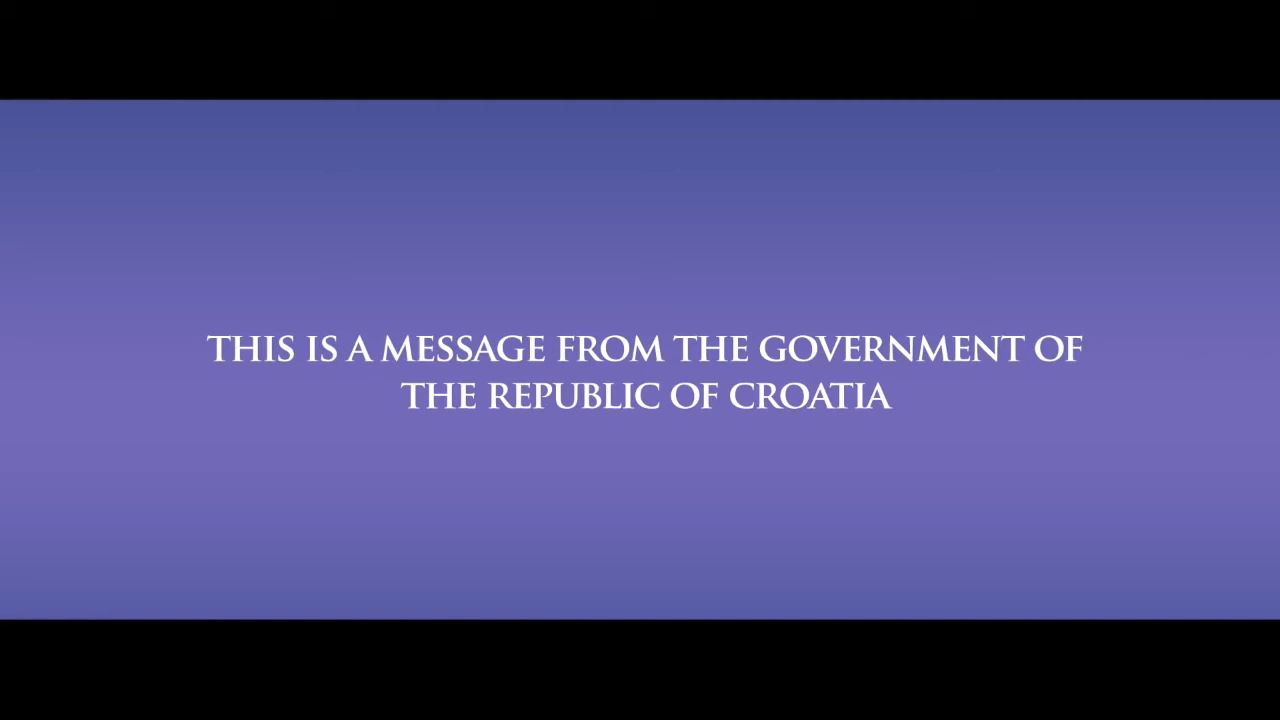 THIS IS A MESSAGE FROM THE GOVERNMENT OF
THE REPUBLIC OF CROATIA